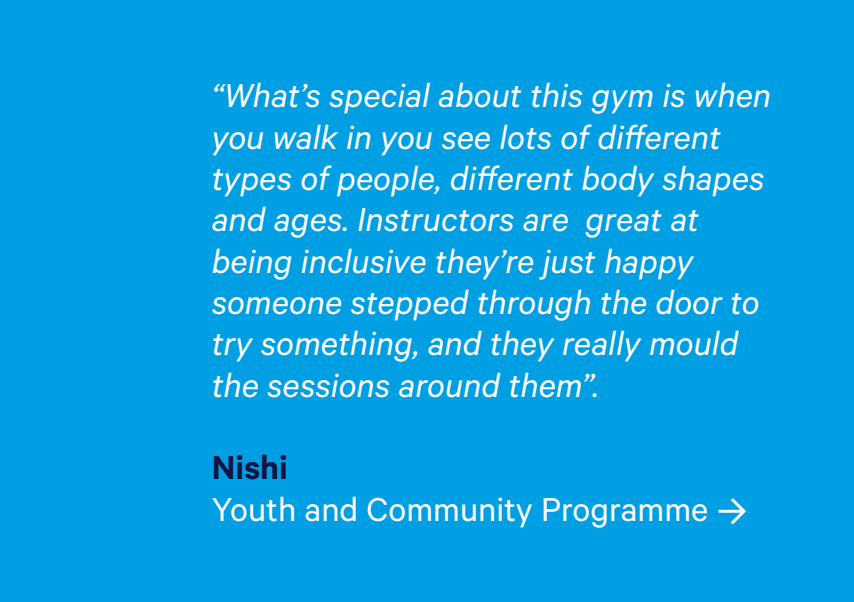 “What’s special about this gym is when
you walk in you see lots of different
types of people, different body shapes
and ages. Instructors are  great at
being inclusive they’re just happy
someone stepped through the door to
try something, and they really mould
the sessions around them”.
Nishi
Youth and Community Programme →